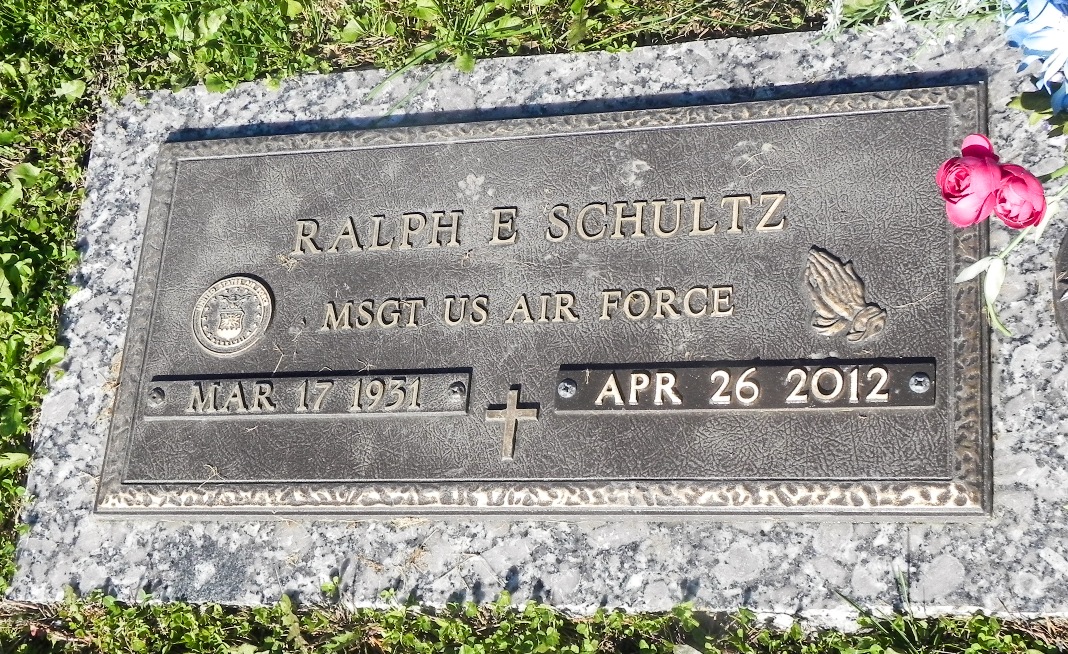 RALPH E SCHULTZ
MSGT US AIR FORCE
MAR 17 1931
APR 26 2012